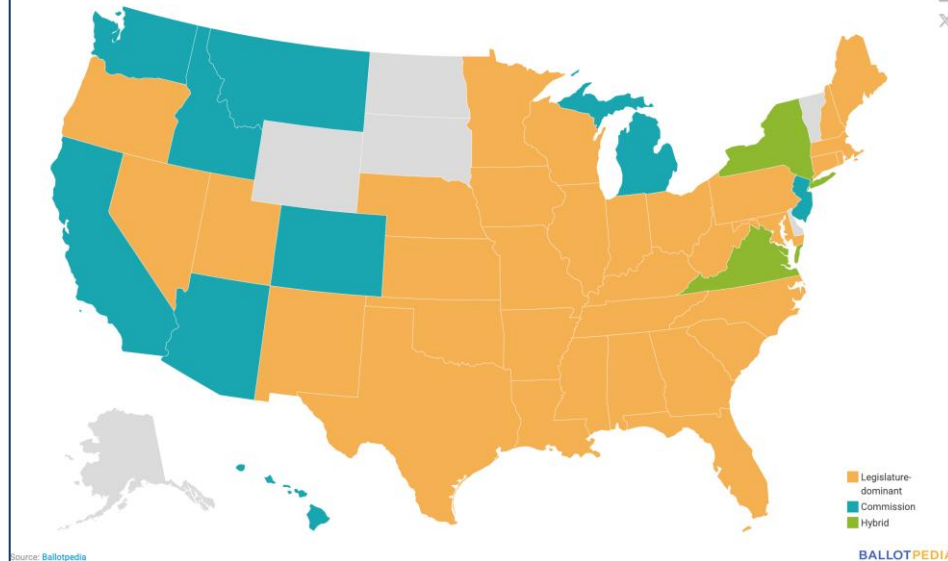 Legislature-
dominant
Commission
Hybrid
Source: Ballotpedia
BALLOTPEDIA